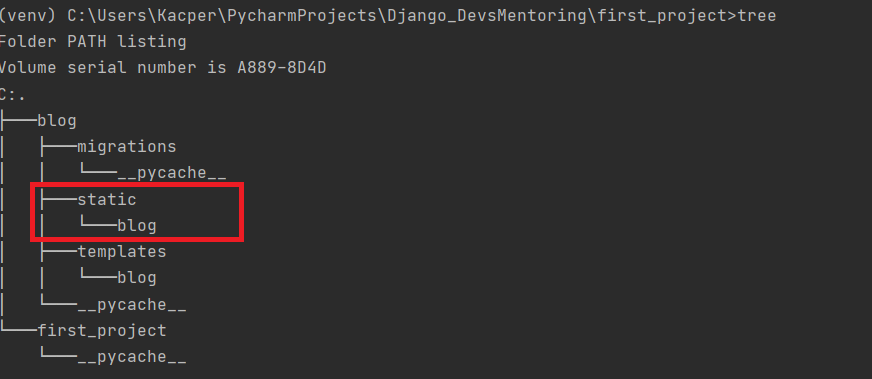 (venv) C:\Users\Kacper\PycharmProjects\Django_DevsMentoring\first_project>tree
Folder PATH listing
Volume serial number is A889-8D4D
C:.
├───blog
│   ├───migrations
│   │   └───__pycache__
│   ├───static
│   │   └───blog
│   ├───templates
│   │   └───blog
│   └───__pycache__
└───first_project
    └───__pycache__